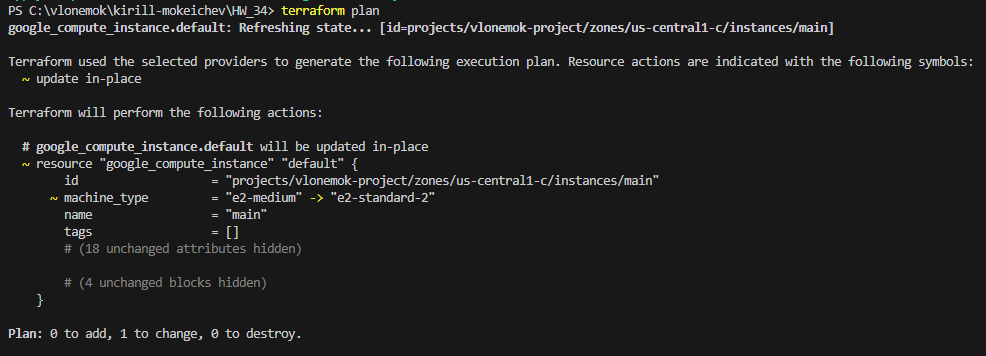 PS C:\vlonemok\kirill-mokeichev\HW_34> terraform plan
google_compute_instance.default: Refreshing state... [id=projects/vlonemok-project/zones/us-central1-c/instances/main]
Terraform used the selected providers to generate the following execution plan. Resource actions are indicated with the following symbols:
~ update in-place
Terraform will perform the following actions:
# google_compute_instance.default will be updated in-place
~ resource "google_compute_instance" "default" {
id = "projects/vlonemok-project/zones/us-central1-c/instances/main"
~ machine_type = "e2-medium" -> "e2-standard-2"
name = "main"
tags = []
# (18 unchanged attributes hidden)
# (4 unchanged blocks hidden)
}
Plan: 0 to add, 1 to change, 0 to destroy.